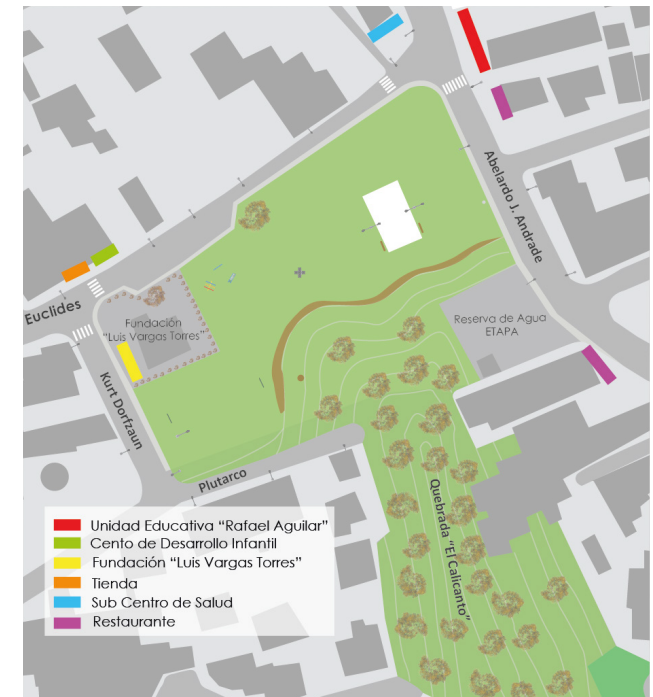 Abelardo J. Andrade
Euclides
Fundación
“Luis Vargas Torres”
Reserva de Agua
ETAPA
Kurt Dorfzaun
Plutarco
Quebrada “El Calicanto”
Unidad Educativa “Rafael Aguilar”
Cento de Desarrollo Infantil
Fundación “Luis Vargas Torres”
Tienda
Sub Centro de Salud
Restaurante